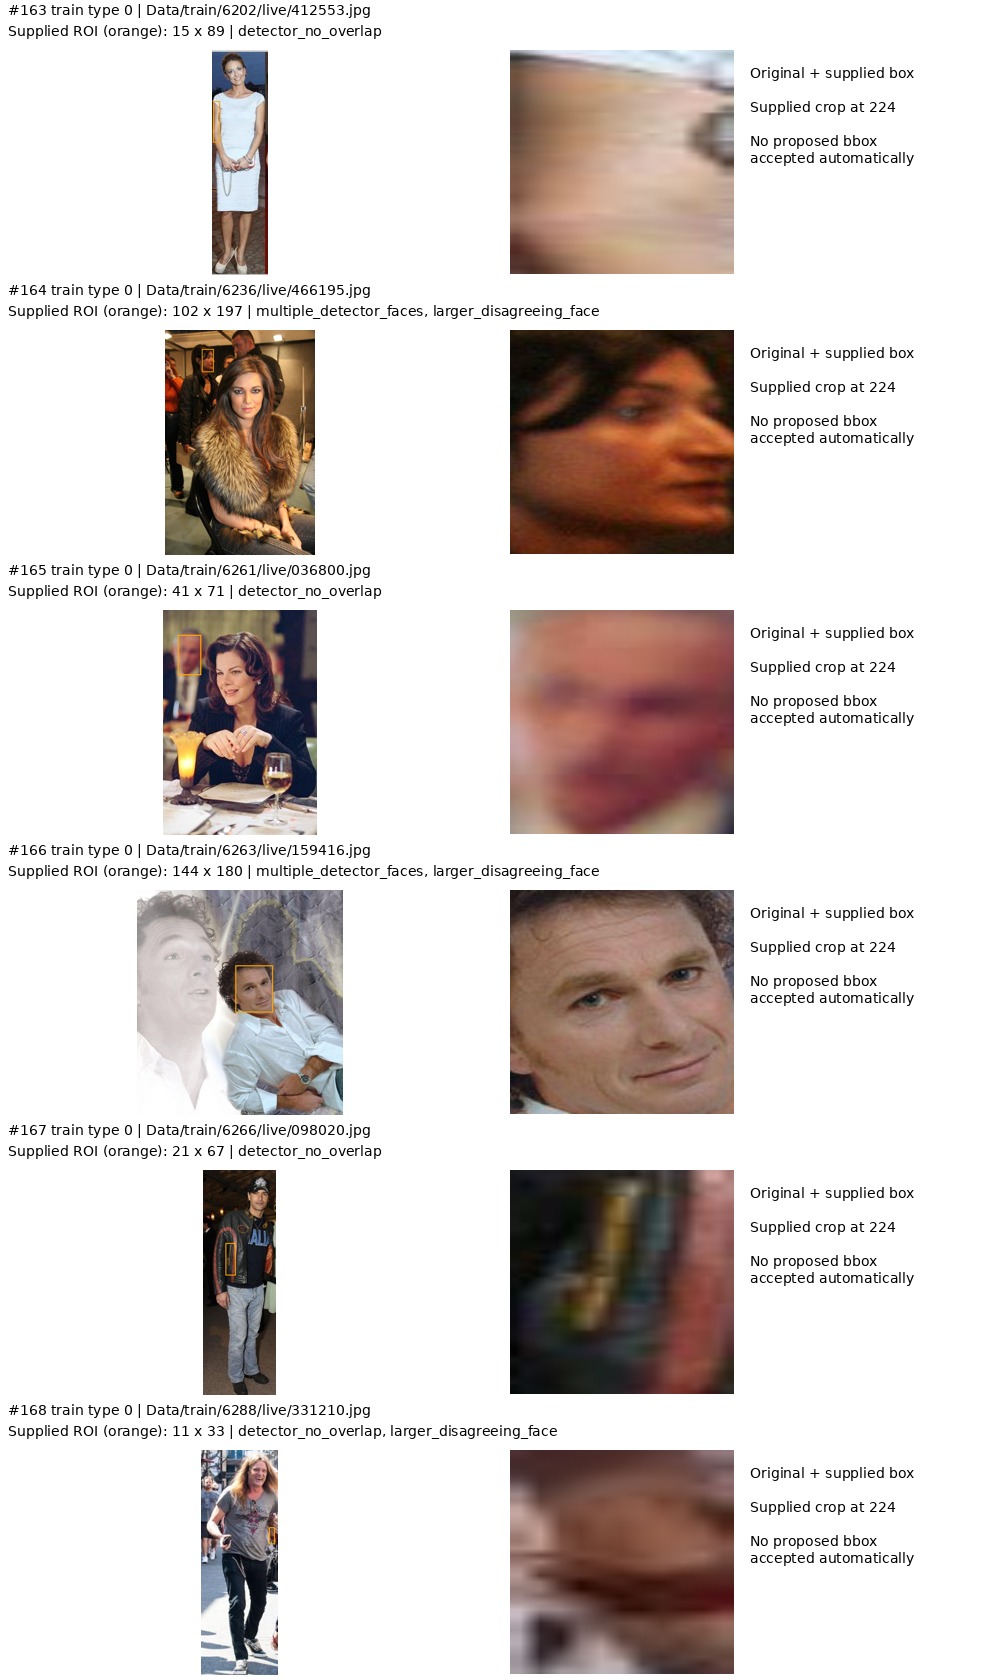 #163 train type 0 | Data/train/6202/live/412553.jpg
Supplied ROI (orange): 15 x 89 | detector_no_overlap
Original + supplied box
Supplied crop at 224
No proposed bbox
accepted automatically
#164 train type 0 | Data/train/6236/live/466195.jpg
Supplied ROI (orange): 102 x 197 | multiple_detector_faces, larger_disagreeing_face
Original + supplied box
Supplied crop at 224
No proposed bbox
accepted automatically
#165 train type 0 | Data/train/6261/live/036800.jpg
Supplied ROI (orange): 41 x 71 | detector_no_overlap
Original + supplied box
Supplied crop at 224
No proposed bbox
accepted automatically
#166 train type 0 | Data/train/6263/live/159416.jpg
Supplied ROI (orange): 144 x 180 | multiple_detector_faces, larger_disagreeing_face
Original + supplied box
Supplied crop at 224
No proposed bbox
accepted automatically
#167 train type 0 | Data/train/6266/live/098020.jpg
Supplied ROI (orange): 21 x 67 | detector_no_overlap
Original + supplied box
Supplied crop at 224
No proposed bbox
accepted automatically
#168 train type 0 | Data/train/6288/live/331210.jpg
Supplied ROI (orange): 11 x 33 | detector_no_overlap, larger_disagreeing_face
Original + supplied box
Supplied crop at 224
No proposed bbox
accepted automatically